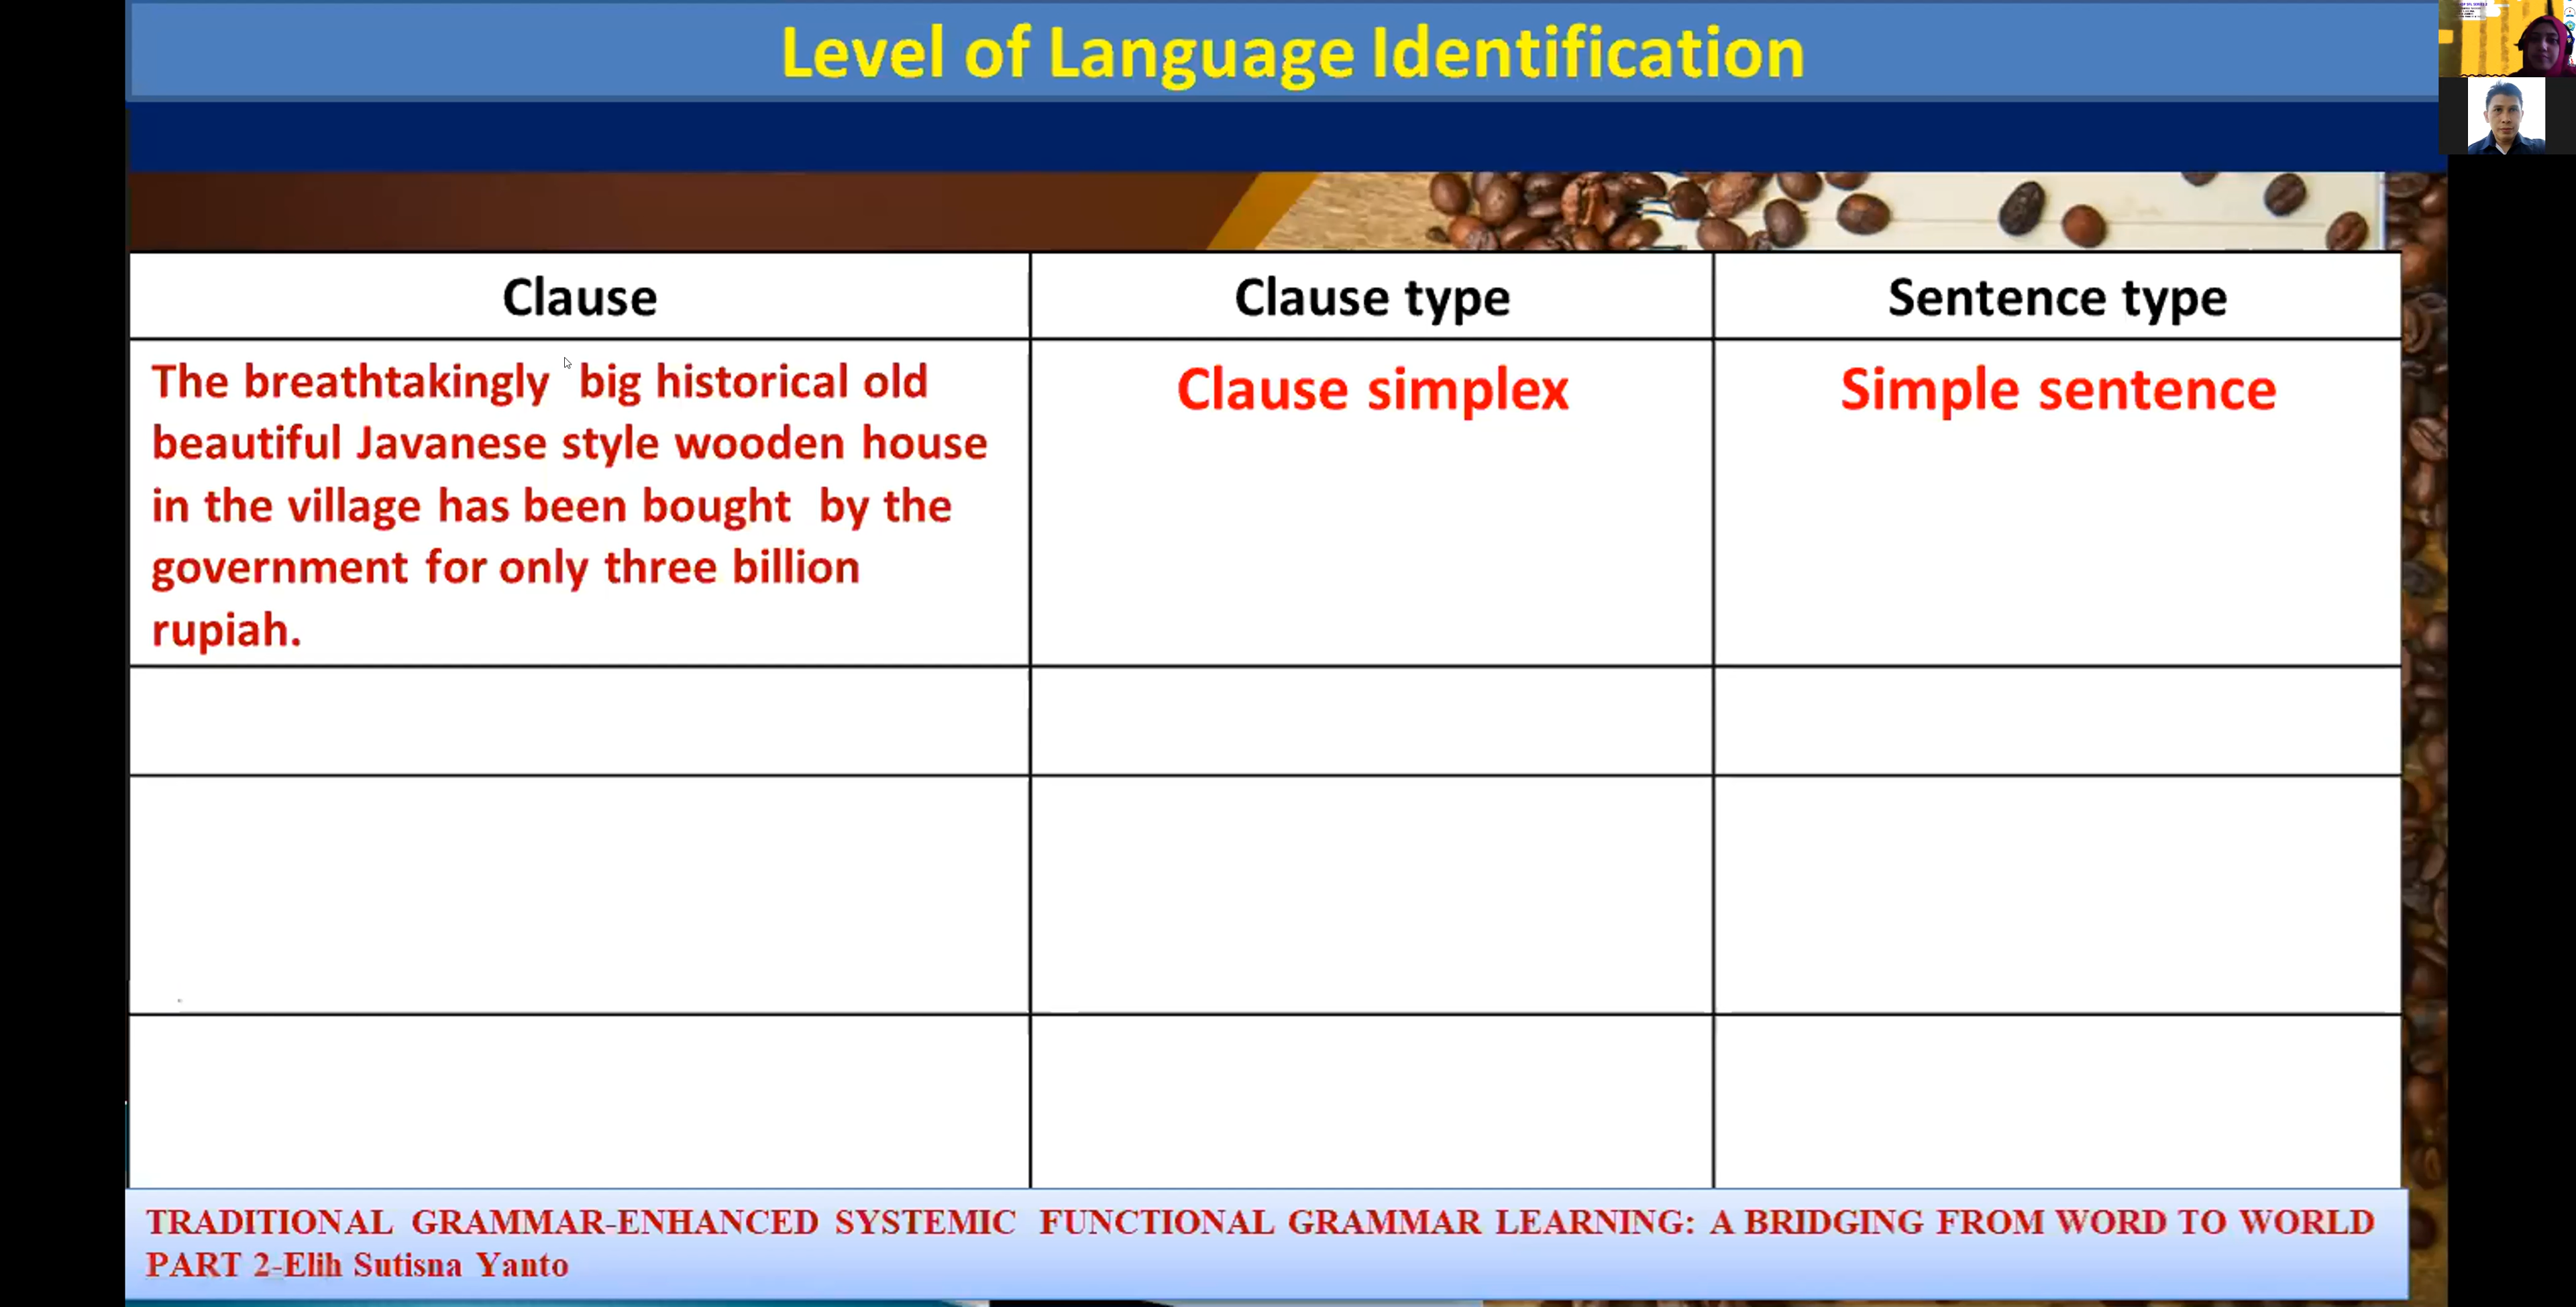 Level of Language Identification
Clause
Clause type
Sentence type
The breathtakingly big historical old
beautiful Javanese style wooden house
in the village has been bought by the
government for only three billion
rupiah.
Clause simplex
Simple sentence
TRADITIONAL GRAMMAR-ENHANCED SYSTEMIC FUNCTIONAL GRAMMAR LEARNING: A BRIDGING FROM WORD TO WORLD
PART 2-Elih Sutisna Yanto